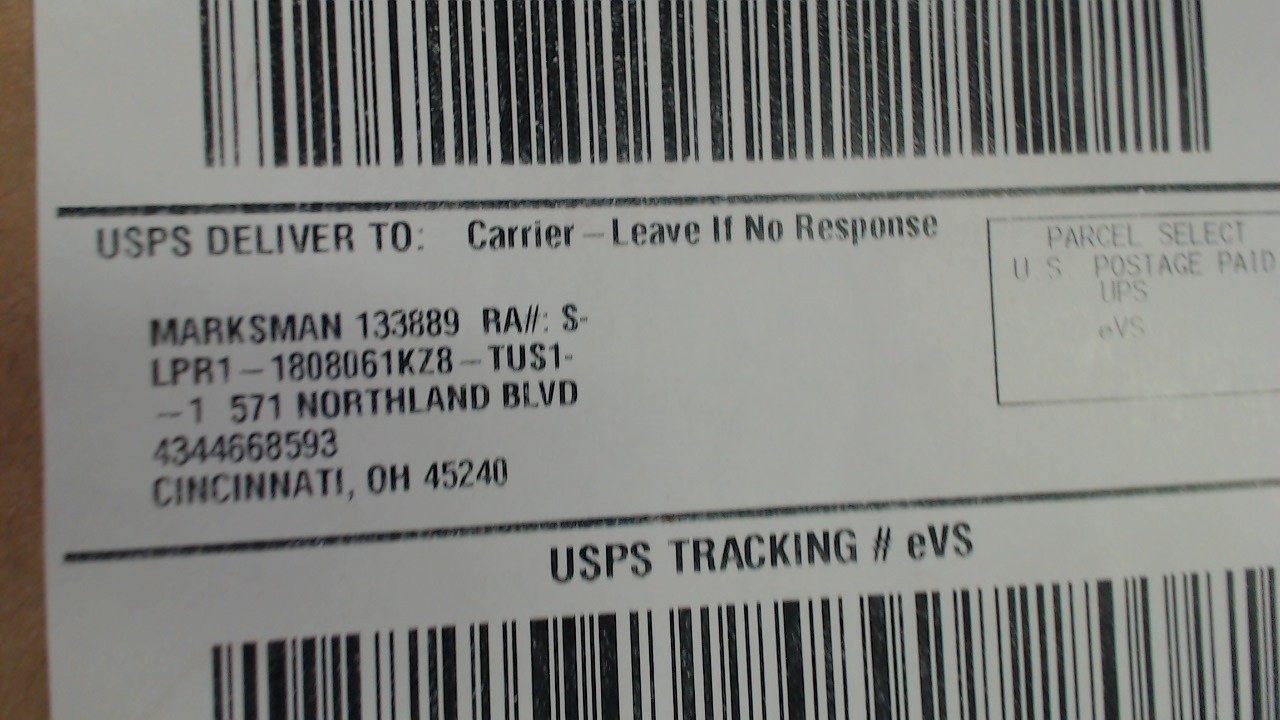 USPS DELIVER TO: Carrier – Leave If No Response
PARCEL SELECT
U S POSTAGE PAID
UPS
eVS
MARKSMAN 133889 RA#: S-
LPR1 – 1808061KZ8 – TUS1-
– 1 571 NORTHLAND BLVD
4344668593
CINCINNATI, OH 45240
USPS TRACKING # eVS